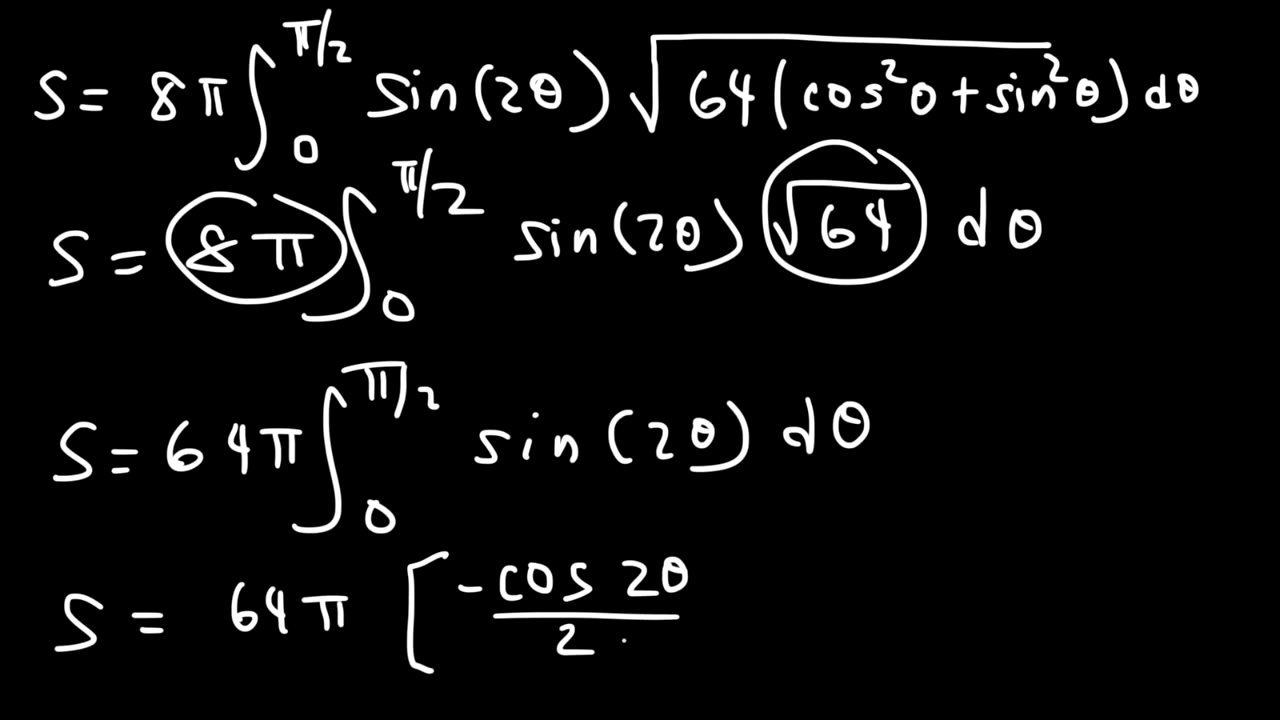 S = 8π ∫₀^{π/2} sin(2θ) √64(cos²θ + sin²θ) dθ
S = 8π ∫₀^{π/2} sin(2θ) √64 dθ
S = 64π ∫₀^{π/2} sin(2θ) dθ
S = 64π [ -cos 2θ / 2